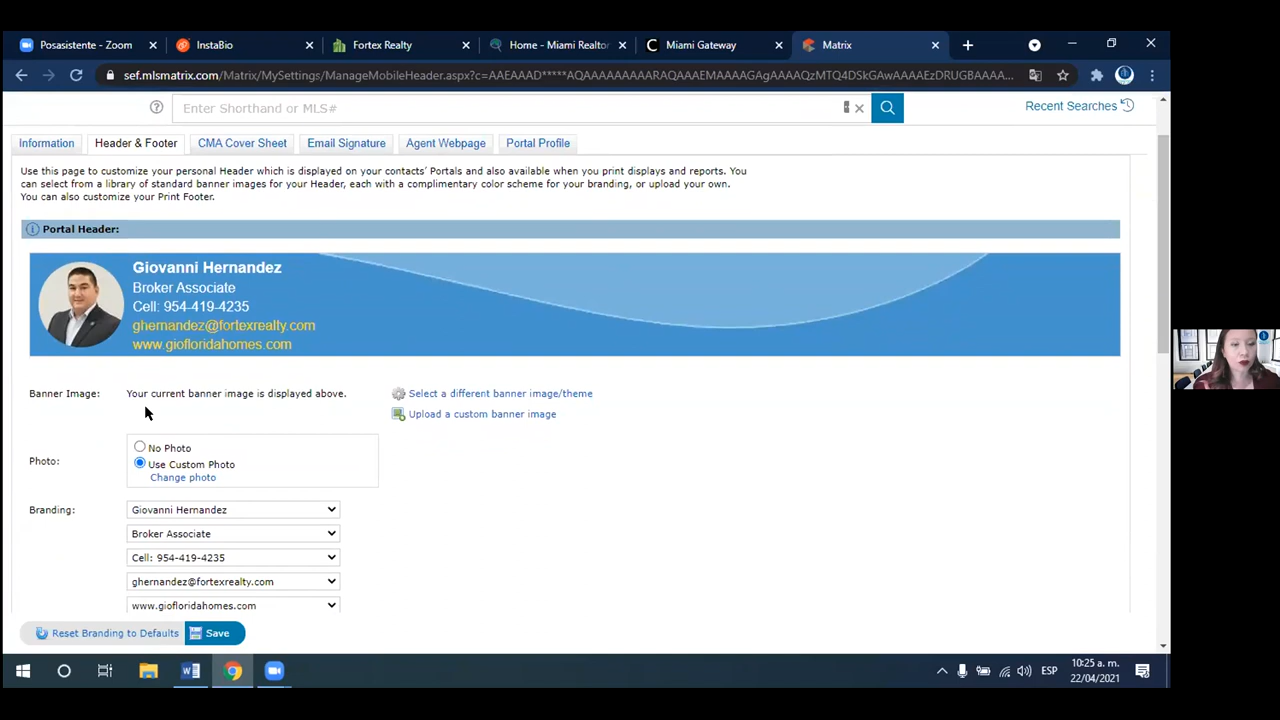 Posasistente - Zoom
InstaBio
Fortex Realty
Home - Miami Realtor
Miami Gateway
Matrix
sef.mlsmatrix.com/Matrix/MySettings/ManageMobileHeader.aspx?c=AAEAAAD*****AQAAAAAAAAARAQAAAEMAAAAGAgAAAAQzMTQ4DSkGAwAAAAEzDRUGBAAAA...
Enter Shorthand or MLS#
Recent Searches
Information
Header & Footer
CMA Cover Sheet
Email Signature
Agent Webpage
Portal Profile
Use this page to customize your personal Header which is displayed on your contacts' Portals and also available when you print displays and reports. You
can select from a library of standard banner images for your Header, each with a complimentary color scheme for your branding, or upload your own.
You can also customize your Print Footer.
Portal Header:
Giovanni Hernandez
Broker Associate
Cell: 954-419-4235
ghernandez@fortexrealty.com
www.giofloridahomes.com
Banner Image:
Your current banner image is displayed above.
Select a different banner image/theme
Upload a custom banner image
Photo:
No Photo
Use Custom Photo
Change photo
Branding:
Giovanni Hernandez
Broker Associate
Cell: 954-419-4235
ghernandez@fortexrealty.com
www.giofloridahomes.com
Reset Branding to Defaults
Save
ESP
10:25 a. m.
22/04/2021